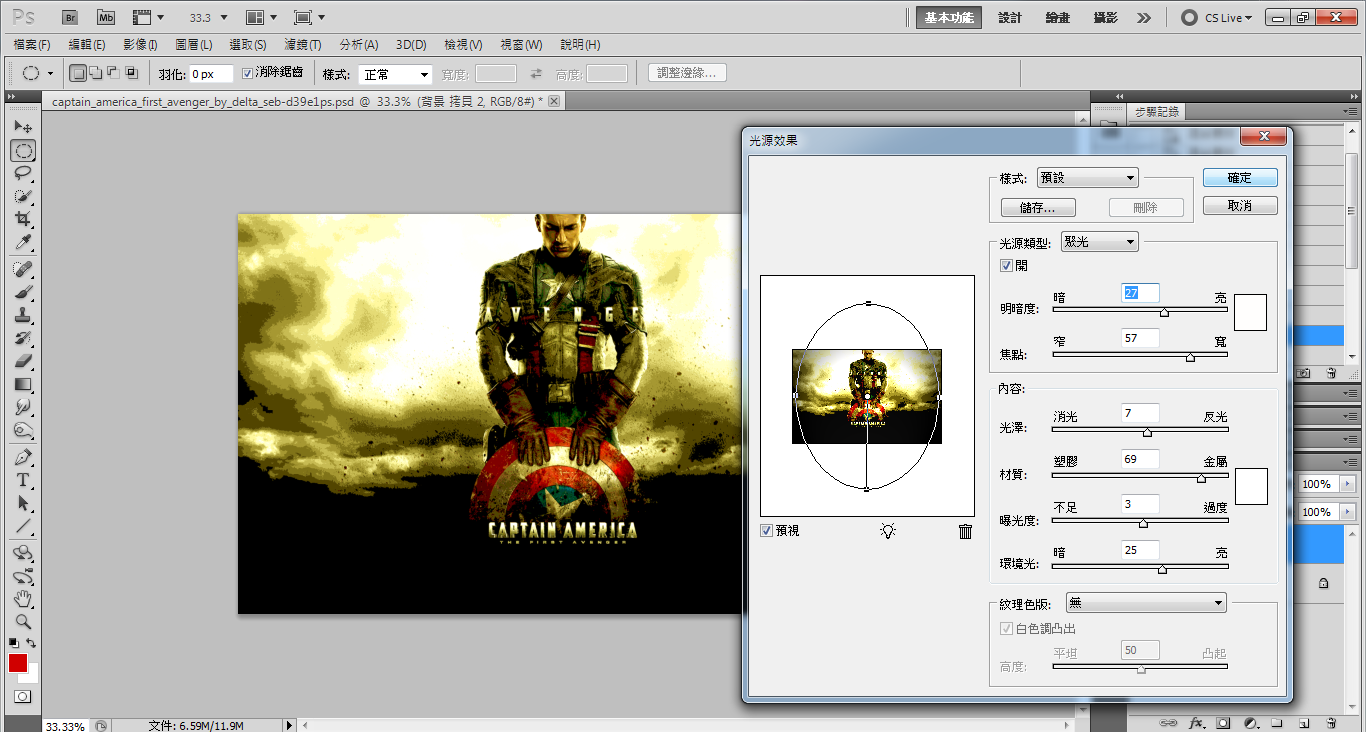 Ps Br Mb 33.3 基本功能 設計 繪畫 攝影 CS Live
檔案(F) 編輯(E) 影像(I) 圖層(L) 選取(S) 濾鏡(T) 分析(A) 3D(D) 檢視(V) 視窗(W) 說明(H)
羽化: 0 px 消除鋸齒 樣式: 正常 寬度: 高度: 調整邊緣...
captain_america_first_avenger_by_delta_seb-d39e1ps.psd @ 33.3% (背景 拷貝 2, RGB/8#) *
步驟記錄
光源效果
樣式: 預設
確定
儲存... 刪除
取消
光源類型: 聚光
開
暗 27 亮
明暗度:
窄 57 寬
焦點:
內容:
消光 7 反光
光澤:
塑膠 69 金屬
材質:
不足 3 過度
曝光度:
暗 25 亮
環境光:
預視
紋理色版: 無
白色調凸出
平坦 50 凸起
高度:
100%
100%
AVENGE
CAPTAIN AMERICA
THE FIRST AVENGER
33.33% 文件: 6.59M/11.9M